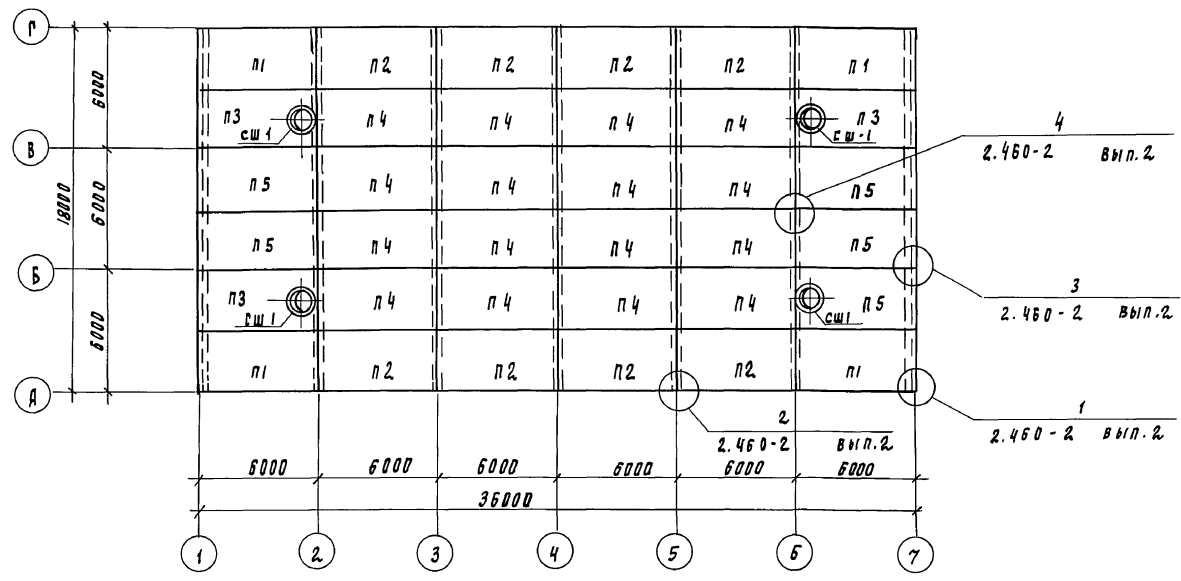 Г
П1 П2 П2 П2 П2 П1
6000
П3 П4 П4 П4 П4 П3
СШ1 СШ-1
4
2.460-2 Вып.2
В
П5 П4 П4 П4 П4 П5
18000
6000
П5 П4 П4 П4 П4 П5
Б
3
2.460-2 Вып.2
П3 П4 П4 П4 П4 П5
СШ1 СШ1
6000
П1 П2 П2 П2 П2 П1
А
1
2.460-2 Вып.2
2
2.460-2 Вып.2
6000 6000 6000 6000 6000 6000
36000
1 2 3 4 5 6 7